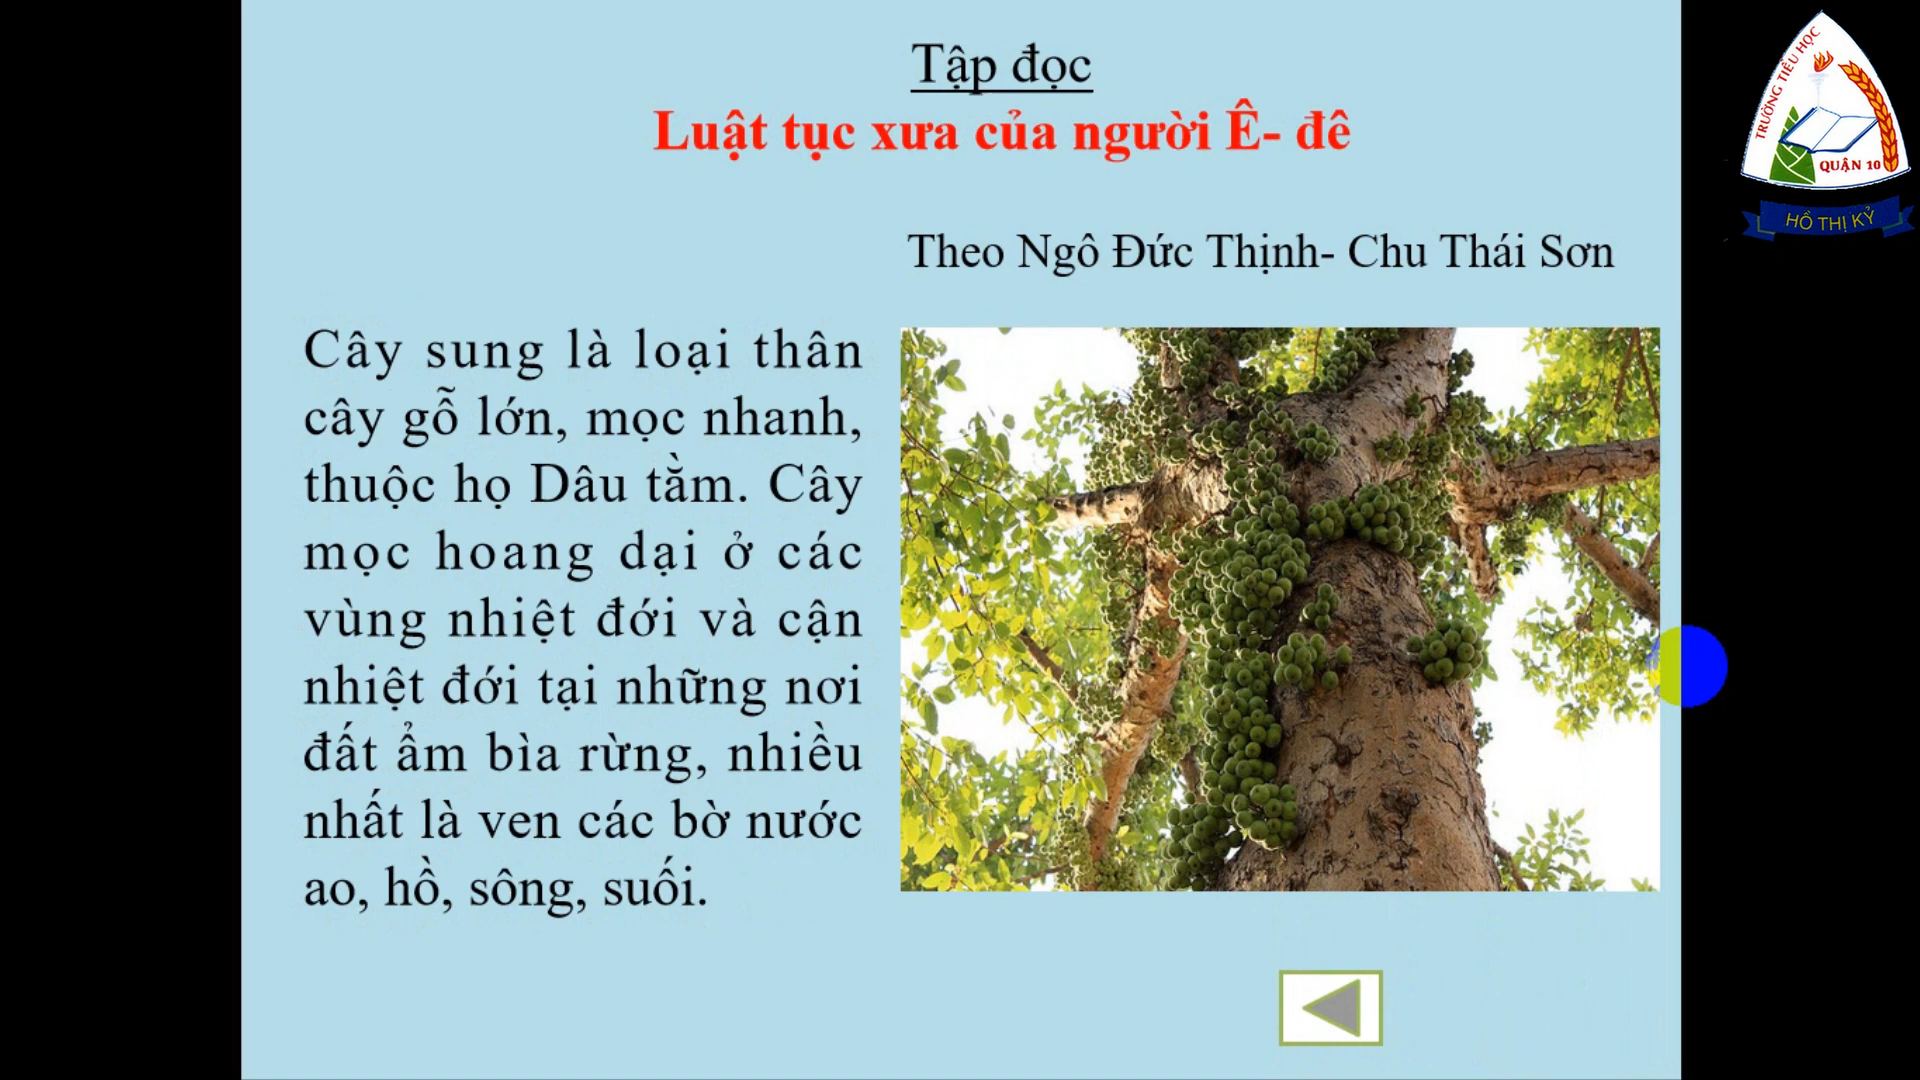 Tập đọc
Luật tục xưa của người Ê- đê
Theo Ngô Đức Thịnh- Chu Thái Sơn
Cây sung là loại thân
cây gỗ lớn, mọc nhanh,
thuộc họ Dâu tằm. Cây
mọc hoang dại ở các
vùng nhiệt đới và cận
nhiệt đới tại những nơi
đất ẩm bìa rừng, nhiều
nhất là ven các bờ nước
ao, hồ, sông, suối.
TRƯỜNG TIỂU HỌC
QUẬN 10
HỒ THỊ KỶ